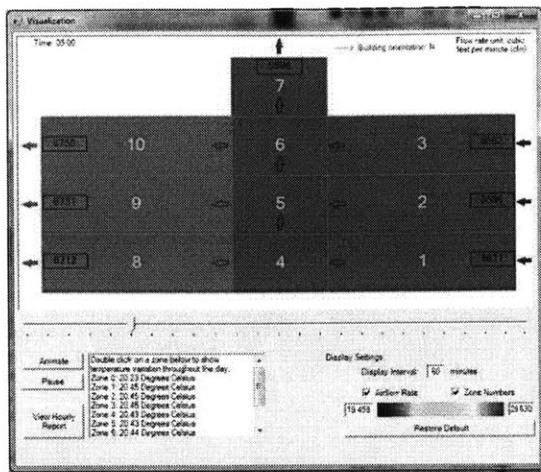 Visualization
Time: 05:00
Building orientation: N
Flow rate unit: cubic
feet per minute (cfm)
7
10
6
3
9
5
2
8
4
1
Animate
Pause
View Hourly
Report
Double click on a zone below to show
temperature variation throughout the day.
Zone 0: 20.23 Degrees Celsius
Zone 1: 20.45 Degrees Celsius
Zone 2: 20.45 Degrees Celsius
Zone 3: 20.45 Degrees Celsius
Zone 4: 20.43 Degrees Celsius
Zone 5: 20.43 Degrees Celsius
Zone 6: 20.44 Degrees Celsius
Display Settings
Display Interval: 60 minutes
Airflow Rate
Zone Numbers
Restore Default